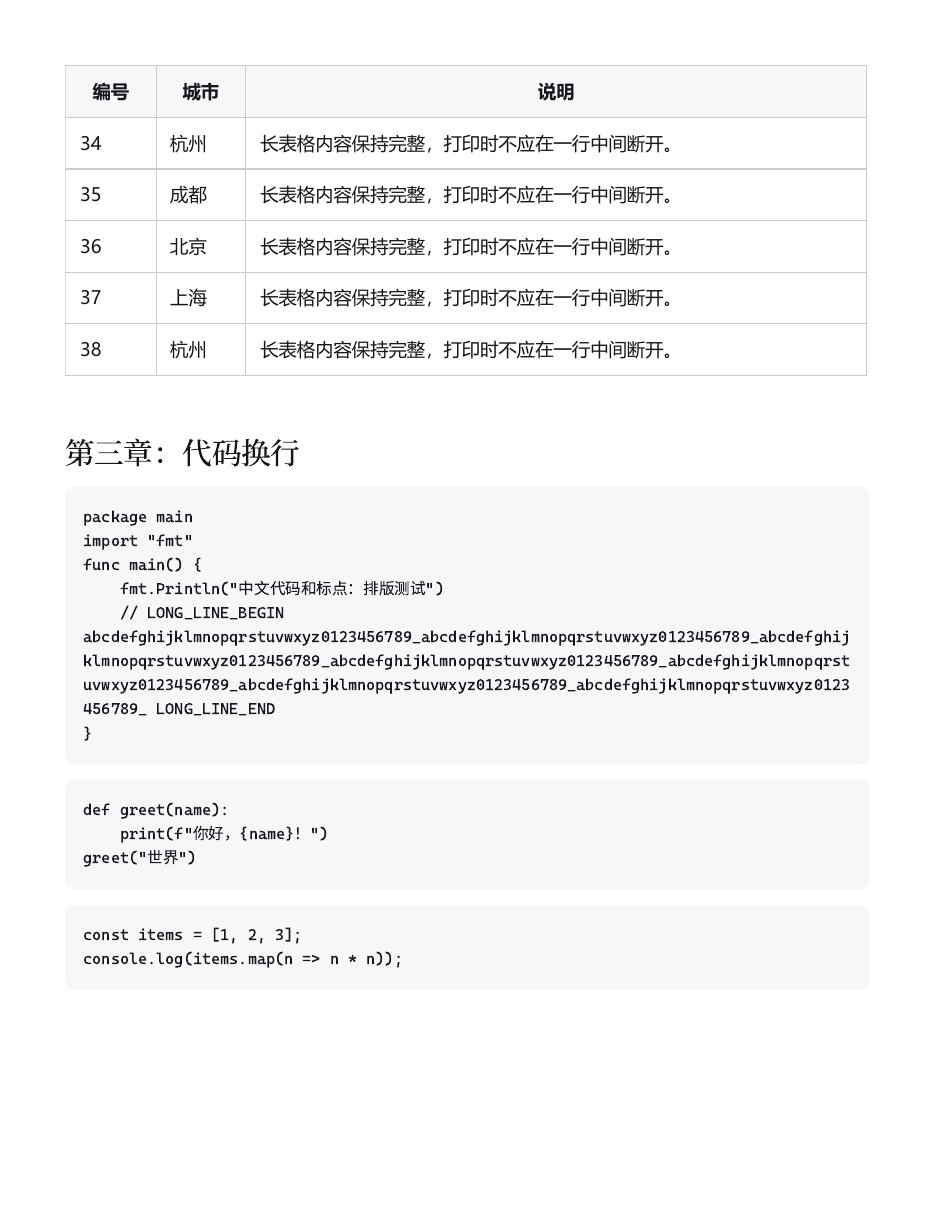 编号 城市 说明
34 杭州 长表格内容保持完整，打印时不应在一行中间断开。
35 成都 长表格内容保持完整，打印时不应在一行中间断开。
36 北京 长表格内容保持完整，打印时不应在一行中间断开。
37 上海 长表格内容保持完整，打印时不应在一行中间断开。
38 杭州 长表格内容保持完整，打印时不应在一行中间断开。
第三章：代码换行
package main
import "fmt"
func main() {
    fmt.Println("中文代码和标点：排版测试")
    // LONG_LINE_BEGIN
abcdefghijklmnopqrstuvwxyz0123456789_abcdefghijklmnopqrstuvwxyz0123456789_abcdefghij
klmnopqrstuvwxyz0123456789_abcdefghijklmnopqrstuvwxyz0123456789_abcdefghijklmnopqrst
uvwxyz0123456789_abcdefghijklmnopqrstuvwxyz0123456789_abcdefghijklmnopqrstuvwxyz0123
456789_ LONG_LINE_END
}
def greet(name):
    print(f"你好，{name}！")
greet("世界")
const items = [1, 2, 3];
console.log(items.map(n => n * n));